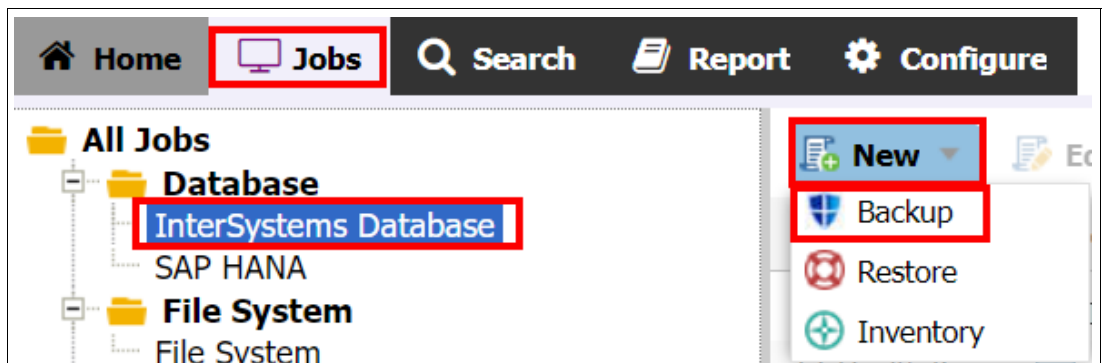 Home Jobs Search Report Configure
All Jobs
Database
InterSystems Database
SAP HANA
File System
File System
New
Backup
Restore
Inventory